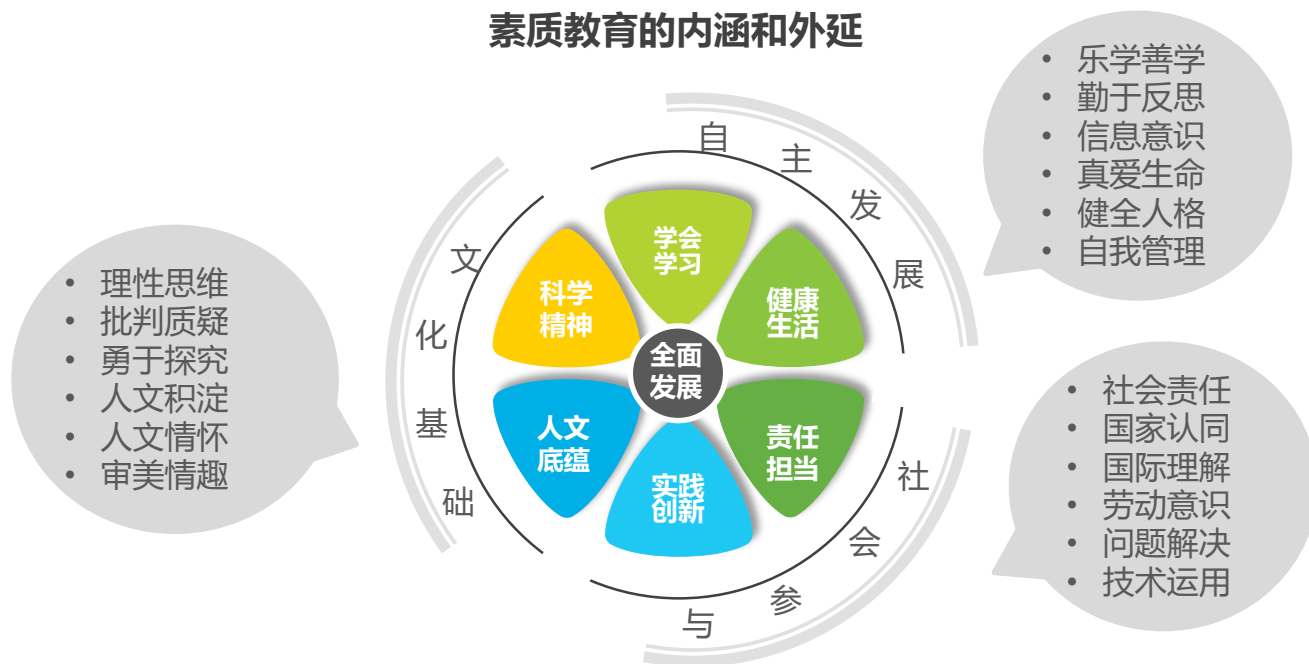 素质教育的内涵和外延
• 乐学善学
• 勤于反思
• 信息意识
• 真爱生命
• 健全人格
• 自我管理
自主发展
文化基础
社会参与
学会
学习
科学
精神
健康
生活
全面
发展
人文
底蕴
责任
担当
实践
创新
• 理性思维
• 批判质疑
• 勇于探究
• 人文积淀
• 人文情怀
• 审美情趣
• 社会责任
• 国家认同
• 国际理解
• 劳动意识
• 问题解决
• 技术运用